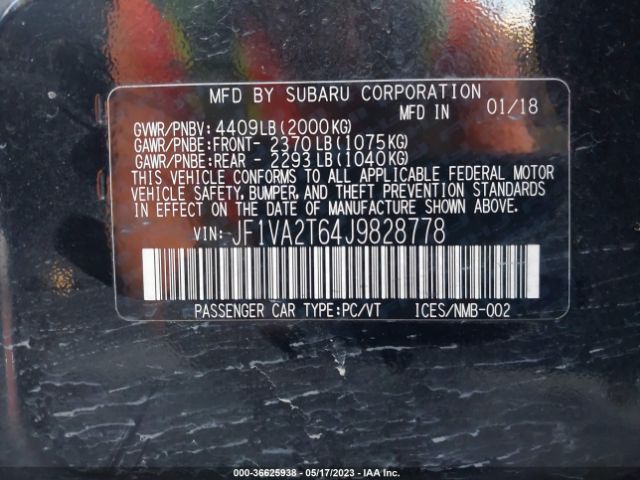 MFD BY SUBARU CORPORATION
MFD IN 01/18
GVWR/PNBV: 4409LB(2000KG)
GAWR/PNBE:FRONT- 2370LB(1075KG)
GAWR/PNBE:REAR - 2293LB(1040KG)
THIS VEHICLE CONFORMS TO ALL APPLICABLE FEDERAL MOTOR
VEHICLE SAFETY, BUMPER, AND THEFT PREVENTION STANDARDS
IN EFFECT ON THE DATE OF MANUFACTURE SHOWN ABOVE.
VIN: JF1VA2T64J9828778
PASSENGER CAR TYPE:PC/VT ICES/NMB-002
000-36625938 - 05/17/2023 - IAA Inc.